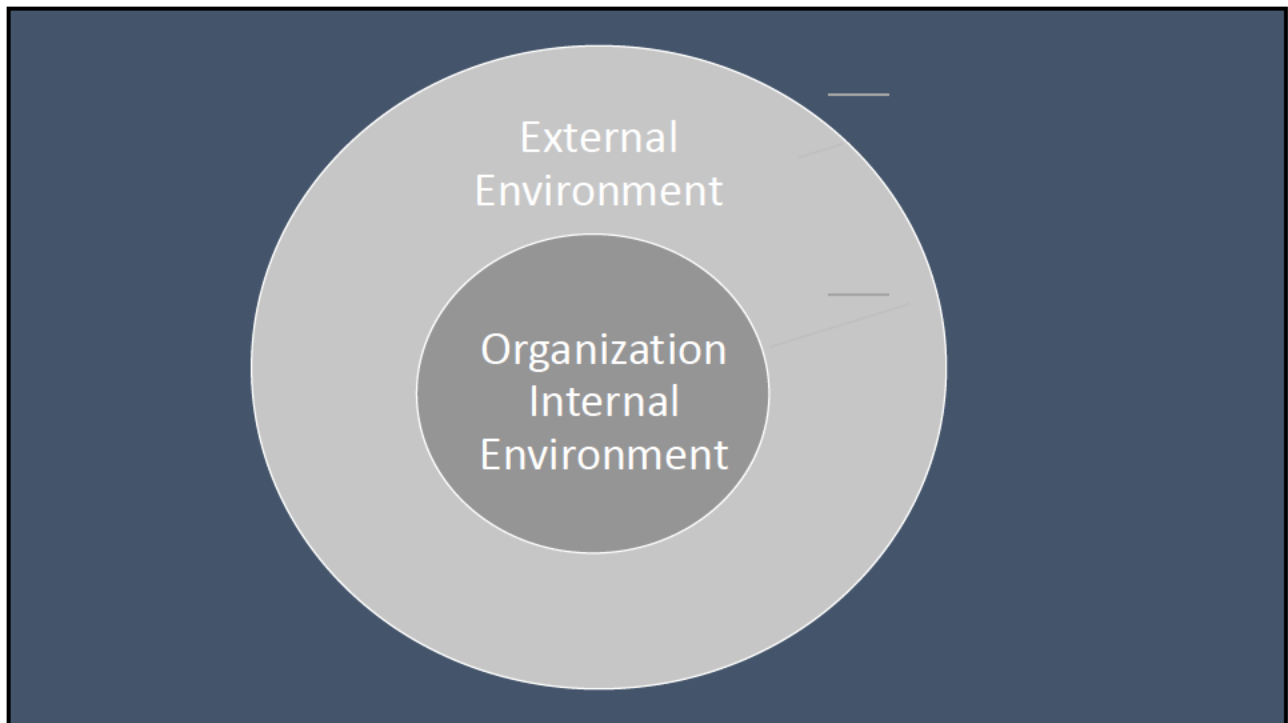 External
Environment
Organization
Internal
Environment